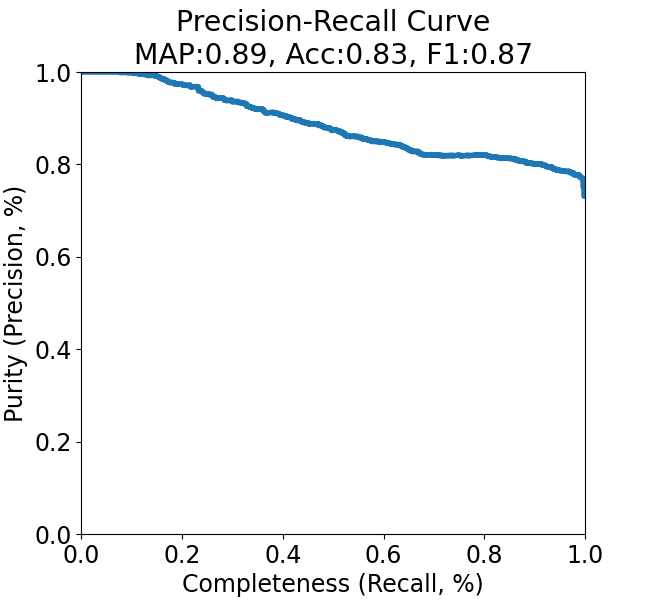 Precision-Recall Curve
MAP:0.89, Acc:0.83, F1:0.87
1.0
0.8
0.6
0.4
0.2
0.0
Purity (Precision, %)
0.0 0.2 0.4 0.6 0.8 1.0
Completeness (Recall, %)